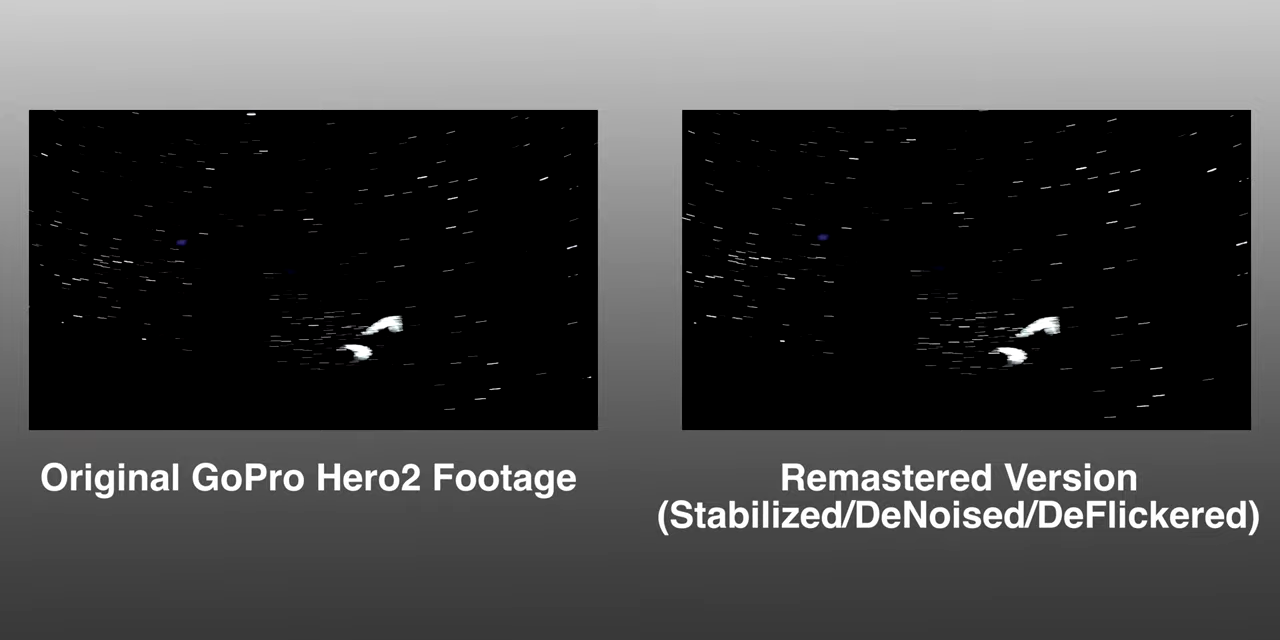 Original GoPro Hero2 Footage
Remastered Version
(Stabilized/DeNoised/DeFlickered)